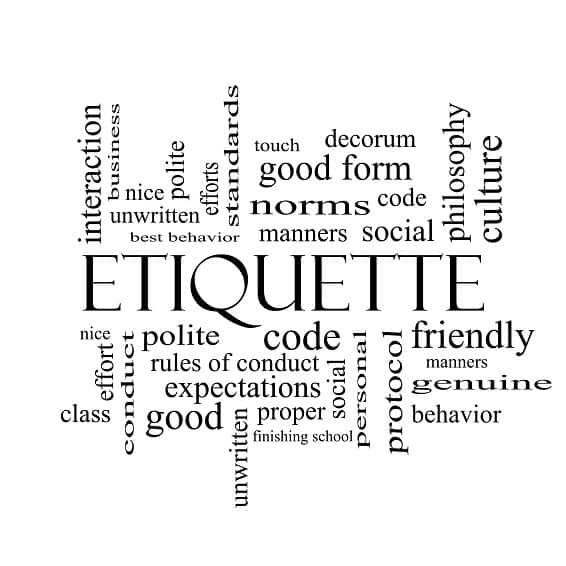 interaction
business
nice
polite
efforts
standards
touch
decorum
good form
philosophy
culture
unwritten
norms
code
best behavior
manners
social
ETIQUETTE
nice
polite
code
friendly
effort
conduct
rules of conduct
social
personal
protocol
manners
expectations
genuine
class
good
unwritten
proper
behavior
finishing school